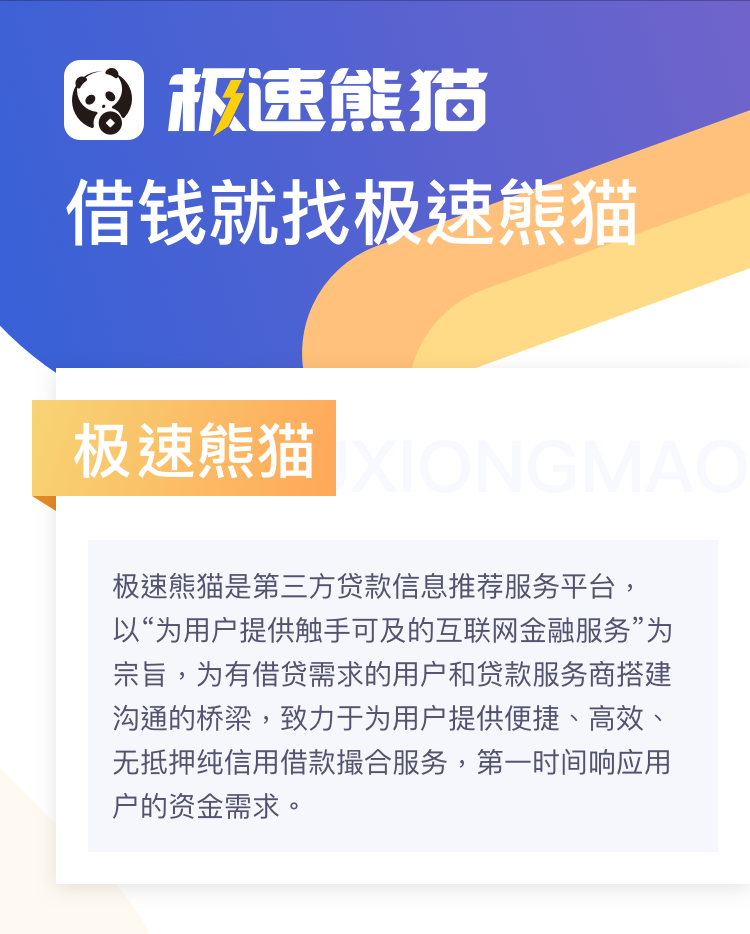 极速熊猫
借钱就找极速熊猫
极速熊猫
UXIONGMAO
极速熊猫是第三方贷款信息推荐服务平台，
以“为用户提供触手可及的互联网金融服务”为
宗旨，为有借贷需求的用户和贷款服务商搭建
沟通的桥梁，致力于为用户提供便捷、高效、
无抵押纯信用借款撮合服务，第一时间响应用
户的资金需求。